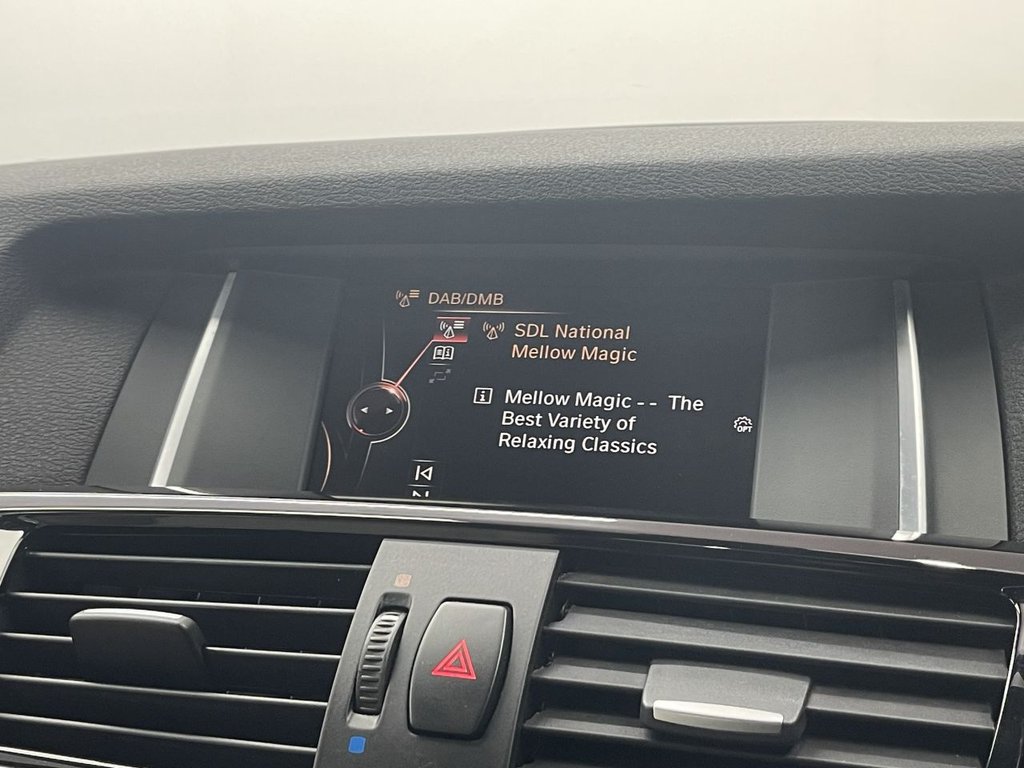 DAB/DMB
SDL National
Mellow Magic
Mellow Magic - - The
Best Variety of
Relaxing Classics
OPT